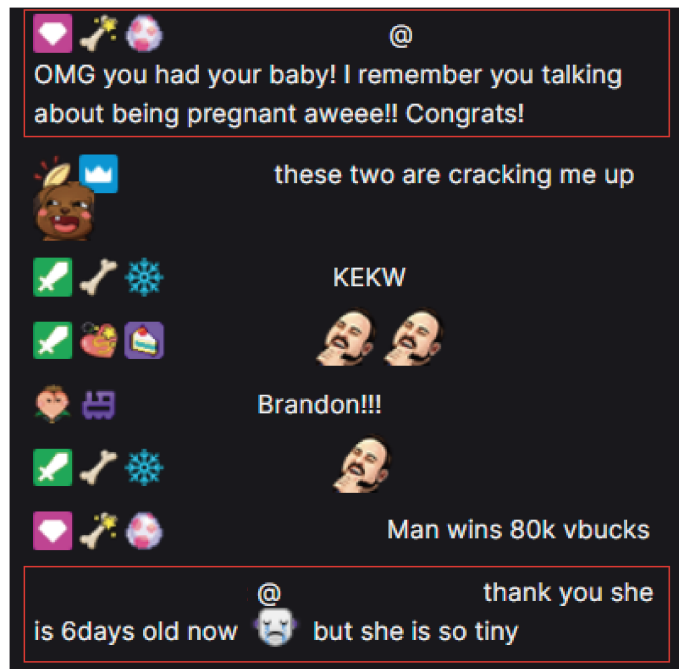 @
OMG you had your baby! I remember you talking
about being pregnant aweee!! Congrats!
these two are cracking me up
KEKW
Brandon!!!
Man wins 80k vbucks
@ thank you she
is 6days old now but she is so tiny